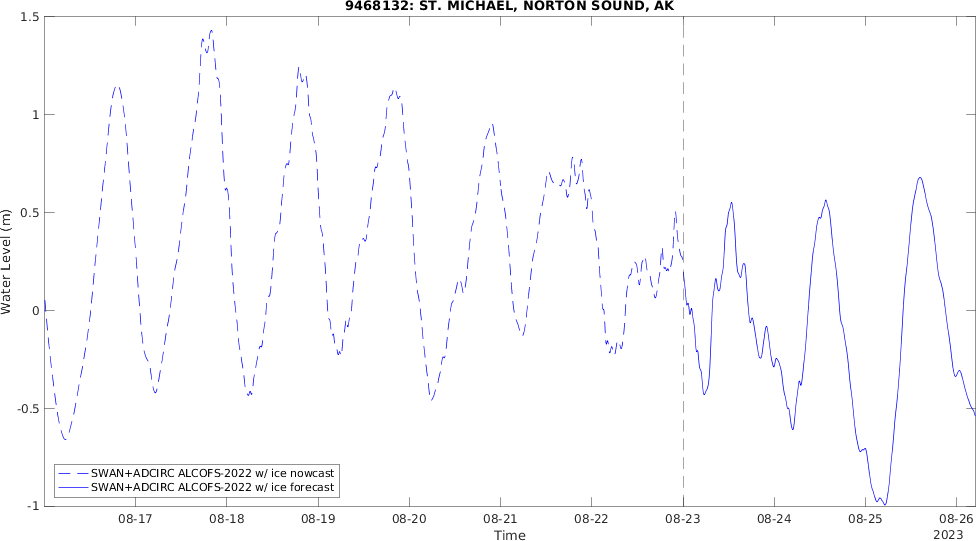 9468132: ST. MICHAEL, NORTON SOUND, AK
1.5
1
0.5
0
-0.5
-1
Water Level (m)
SWAN+ADCIRC ALCOFS-2022 w/ ice nowcast
SWAN+ADCIRC ALCOFS-2022 w/ ice forecast
08-17 08-18 08-19 08-20 08-21 08-22 08-23 08-24 08-25 08-26
Time
2023